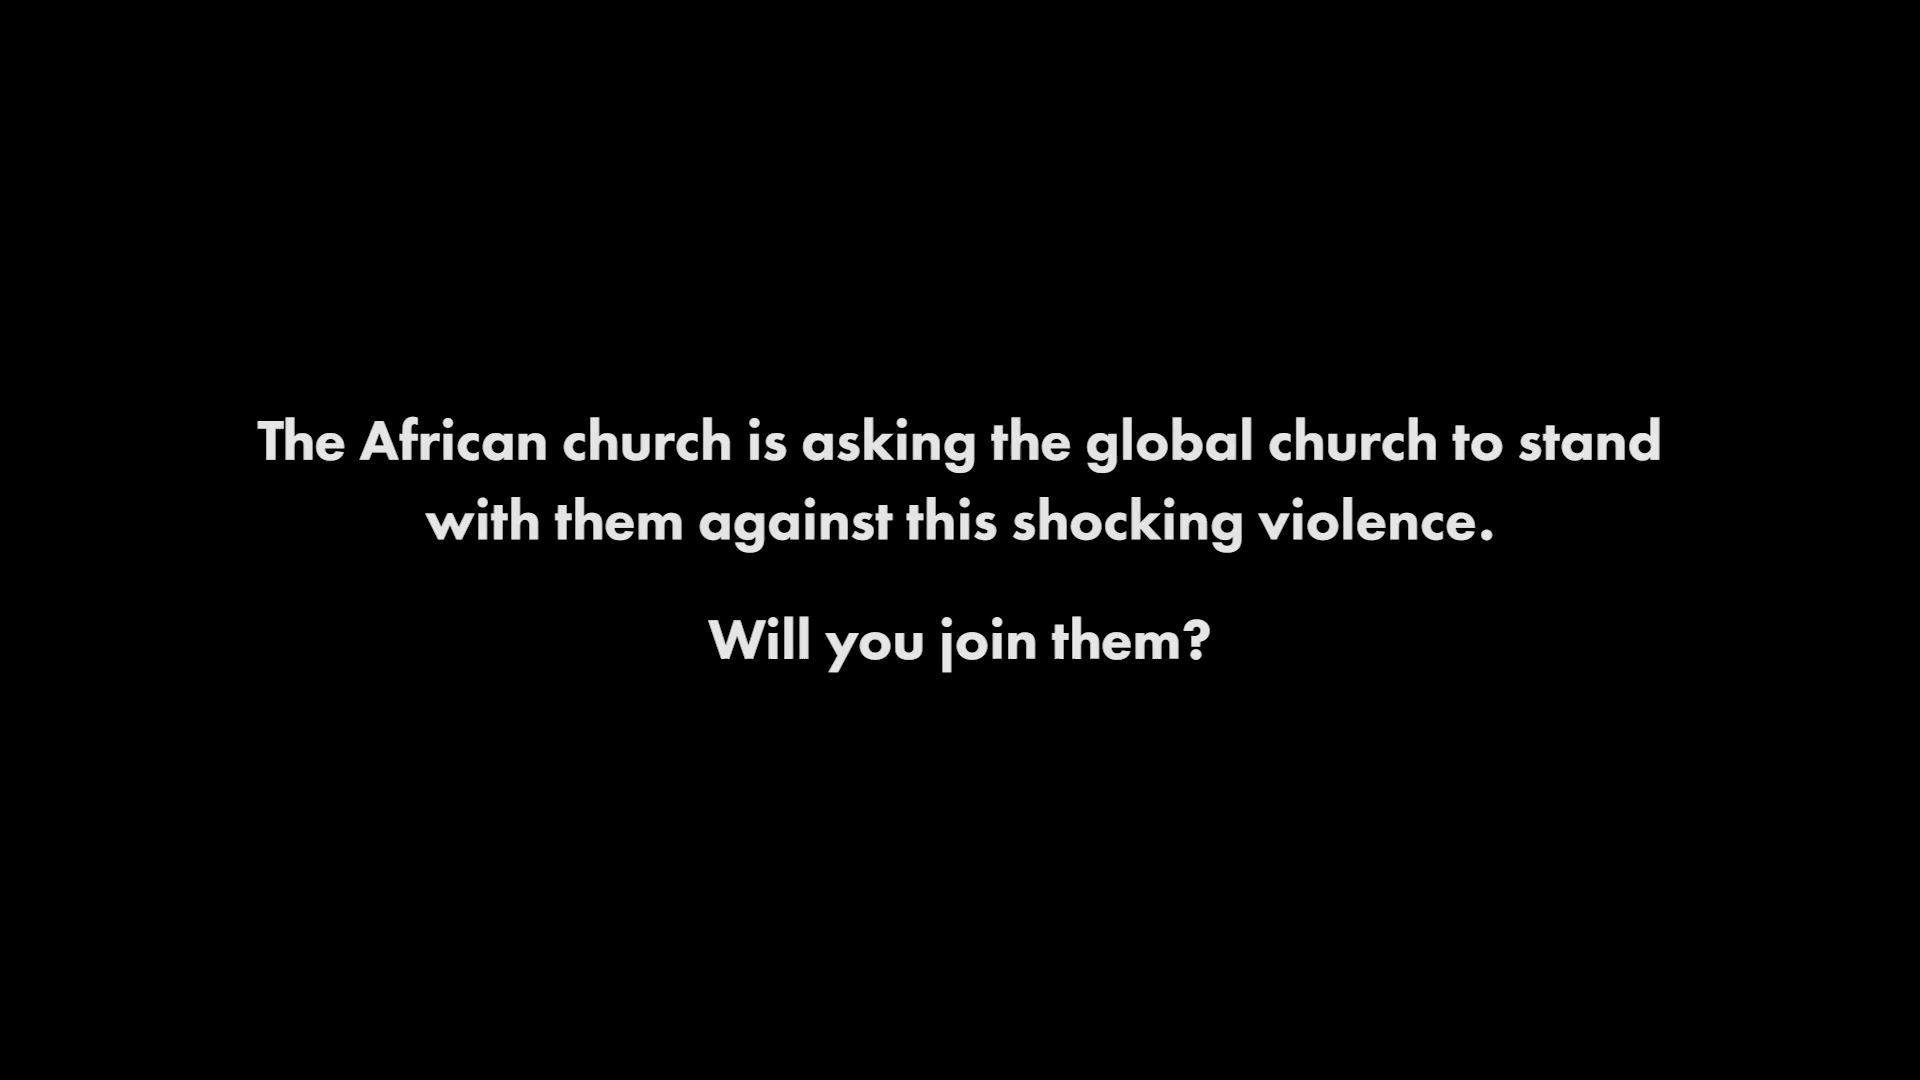 The African church is asking the global church to stand
with them against this shocking violence.
Will you join them?